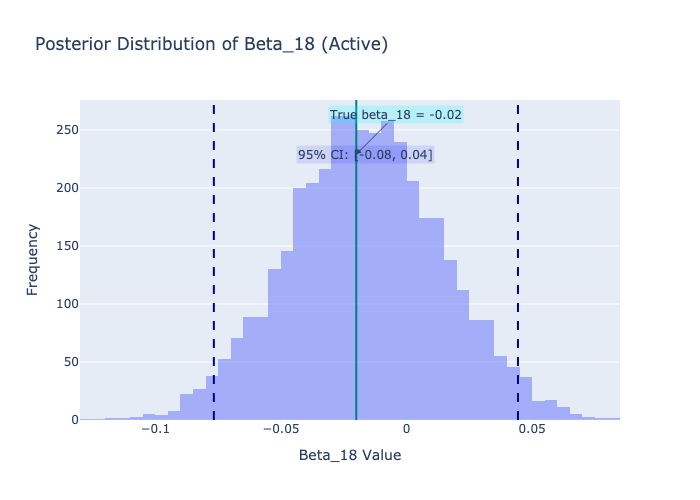 Posterior Distribution of Beta_18 (Active)
True beta_18 = -0.02
95% CI: [-0.08, 0.04]
250
200
150
100
50
0
Frequency
−0.1
−0.05
0
0.05
Beta_18 Value